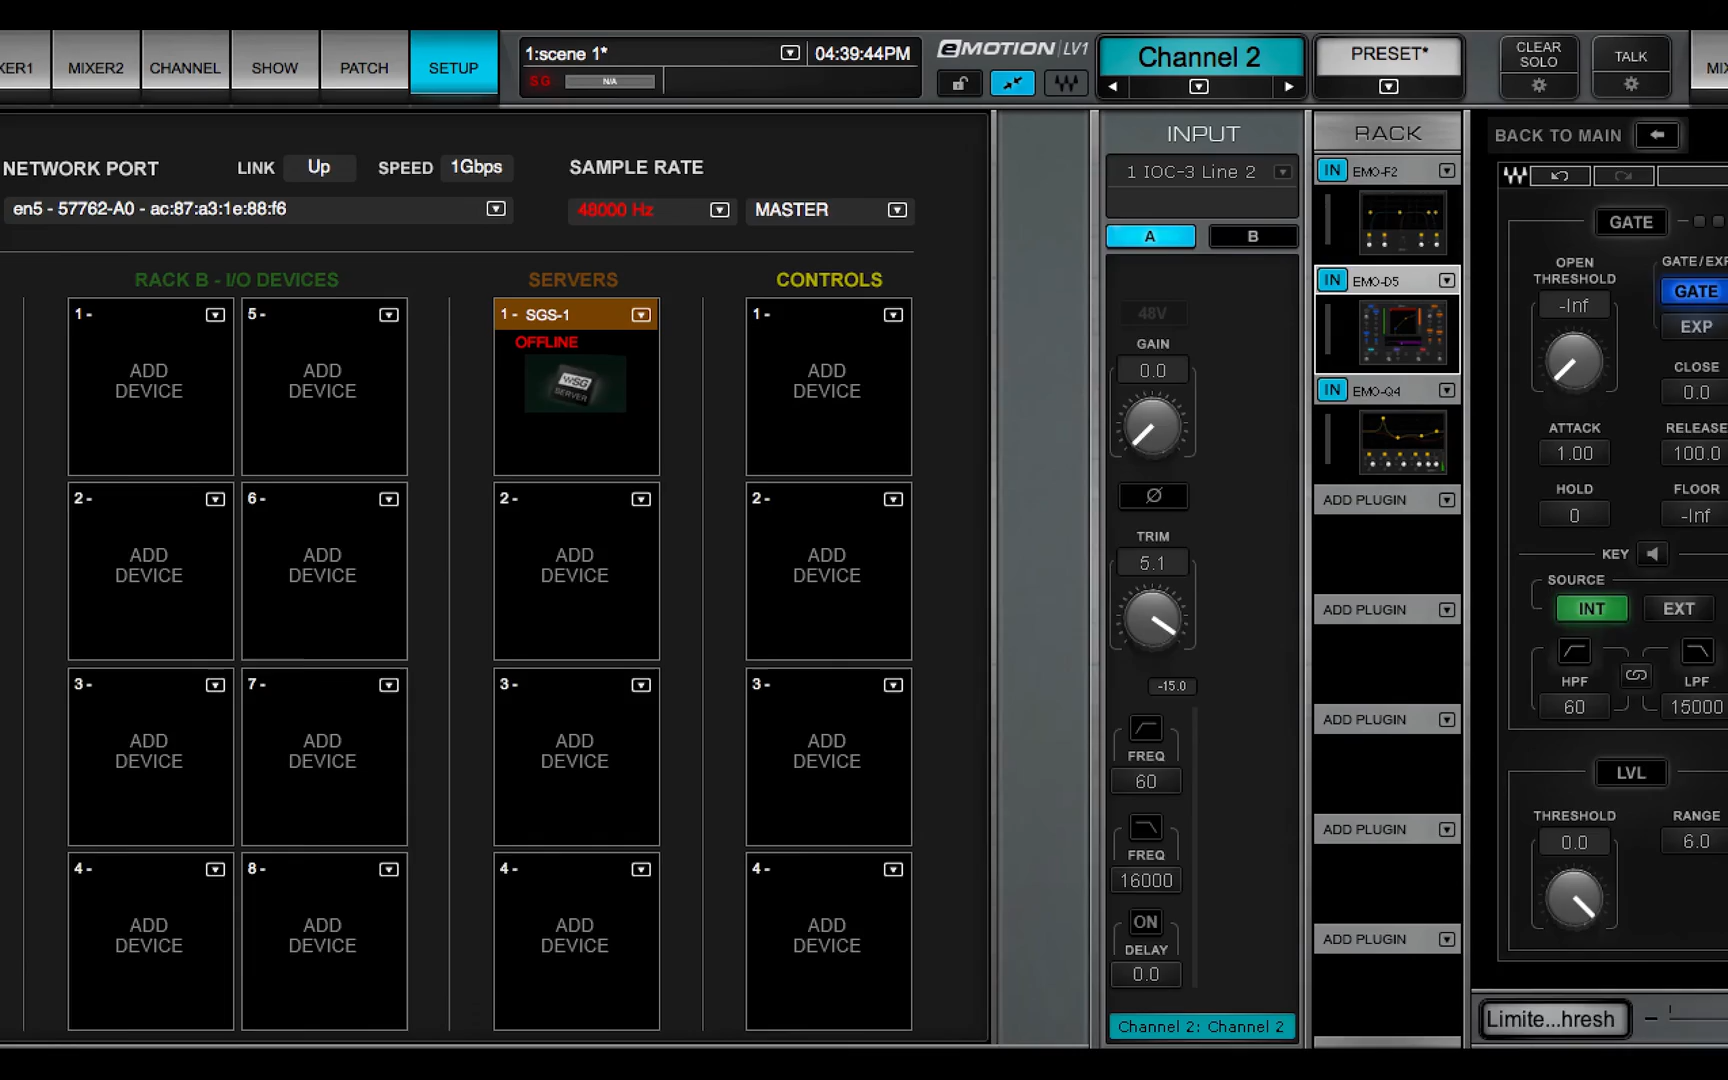 XER1
MIXER2
CHANNEL
SHOW
PATCH
SETUP
1:scene 1*
04:39:44PM
SG
N/A
eMOTION LV1
Channel 2
PRESET*
CLEAR
SOLO
TALK
MIX
NETWORK PORT
LINK
Up
SPEED
1Gbps
SAMPLE RATE
en5 - 57762-A0 - ac:87:a3:1e:88:f6
48000 Hz
MASTER
RACK B - I/O DEVICES
SERVERS
CONTROLS
1 -
ADD
DEVICE
5 -
ADD
DEVICE
1 - SGS-1
OFFLINE
WSG
SERVER
1 -
ADD
DEVICE
2 -
ADD
DEVICE
6 -
ADD
DEVICE
2 -
ADD
DEVICE
2 -
ADD
DEVICE
3 -
ADD
DEVICE
7 -
ADD
DEVICE
3 -
ADD
DEVICE
3 -
ADD
DEVICE
4 -
ADD
DEVICE
8 -
ADD
DEVICE
4 -
ADD
DEVICE
4 -
ADD
DEVICE
INPUT
1 IOC-3 Line 2
A
B
48V
GAIN
0.0
Ø
TRIM
5.1
-15.0
FREQ
60
FREQ
16000
ON
DELAY
0.0
Channel 2: Channel 2
RACK
IN EMO-F2
IN EMO-D5
IN EMO-Q4
ADD PLUGIN
ADD PLUGIN
ADD PLUGIN
ADD PLUGIN
ADD PLUGIN
BACK TO MAIN
GATE
OPEN
THRESHOLD
-Inf
GATE/EXP
GATE
EXP
CLOSE
0.0
ATTACK
1.00
RELEASE
100.0
HOLD
0
FLOOR
-Inf
KEY
SOURCE
INT
EXT
HPF
60
LPF
15000
LVL
THRESHOLD
0.0
RANGE
6.0
Limite...hresh